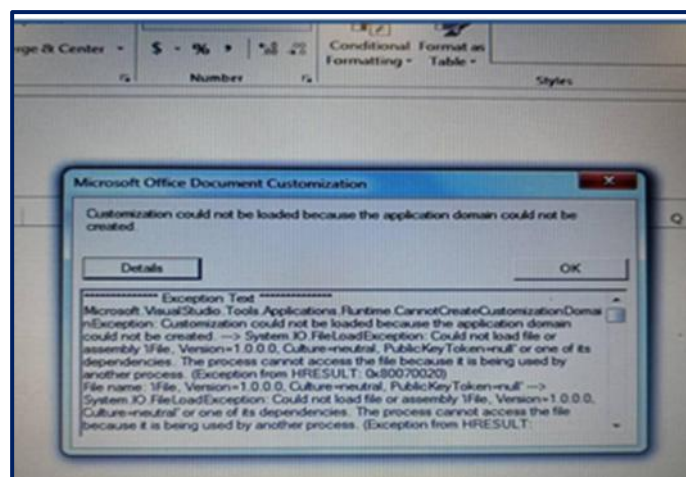 ge & Center
$ - % ,
Conditional Format as
Formatting - Table -
Number
Styles
Microsoft Office Document Customization
Q
Customization could not be loaded because the application domain could not be
created.
Details
OK
************** Exception Text **************
Microsoft.VisualStudio.Tools.Applications.Runtime.CannotCreateCustomizationDomai
nException: Customization could not be loaded because the application domain
could not be created. ---> System.IO.FileLoadException: Could not load file or
assembly '1File, Version=1.0.0.0, Culture=neutral, PublicKeyToken=null' or one of its
dependencies. The process cannot access the file because it is being used by
another process. (Exception from HRESULT: 0x80070020)
File name: '1File, Version=1.0.0.0, Culture=neutral, PublicKeyToken=null' --->
System.IO.FileLoadException: Could not load file or assembly '1File, Version=1.0.0.0,
Culture=neutral' or one of its dependencies. The process cannot access the file
because it is being used by another process. (Exception from HRESULT: